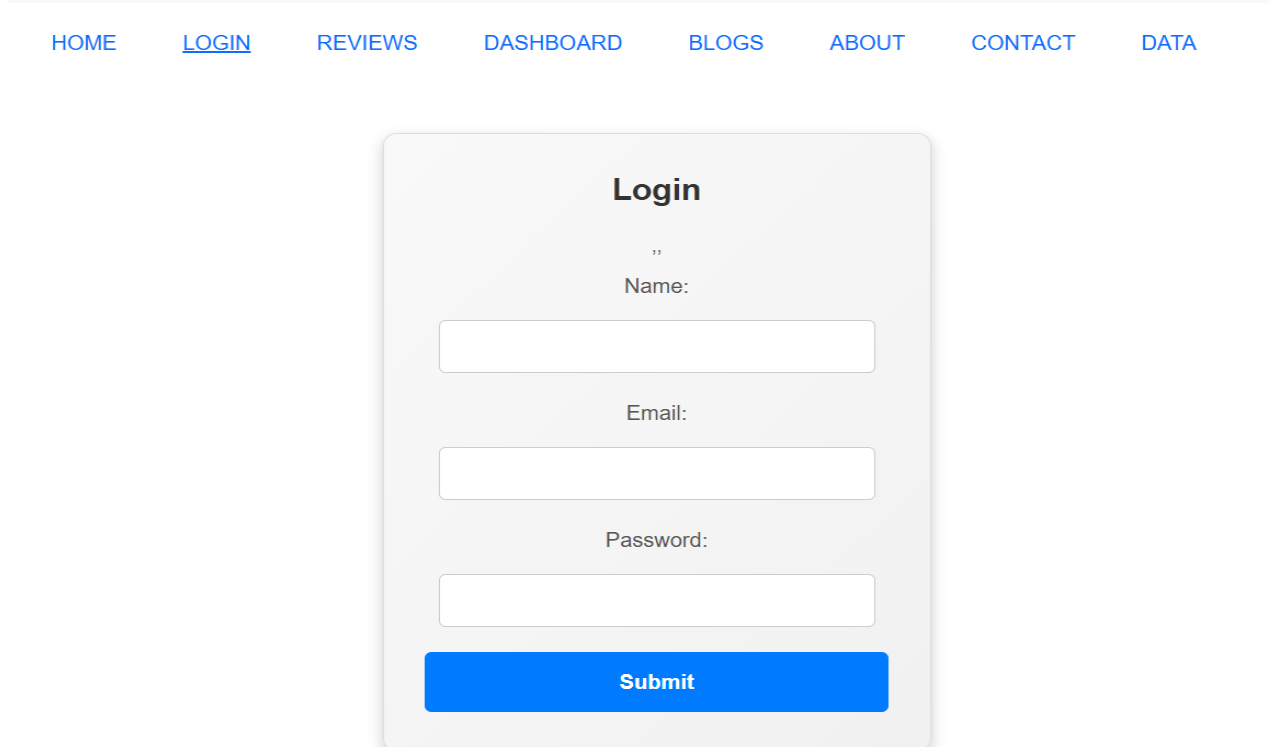 HOME LOGIN REVIEWS DASHBOARD BLOGS ABOUT CONTACT DATA
Login
,,
Name:
Email:
Password:
Submit